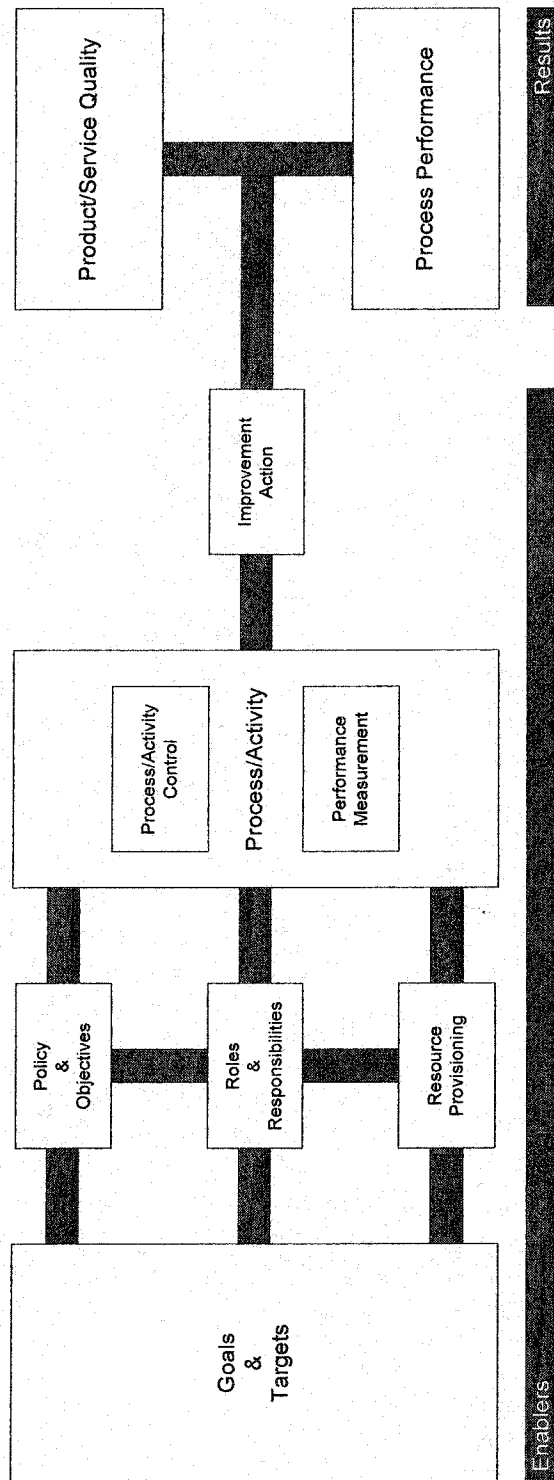 Goals
&
Targets
Policy
&
Objectives
Roles
&
Responsibilities
Resource
Provisioning
Process/Activity
Control
Process/Activity
Performance
Measurement
Improvement
Action
Product/Service Quality
Process Performance
Enablers
Results